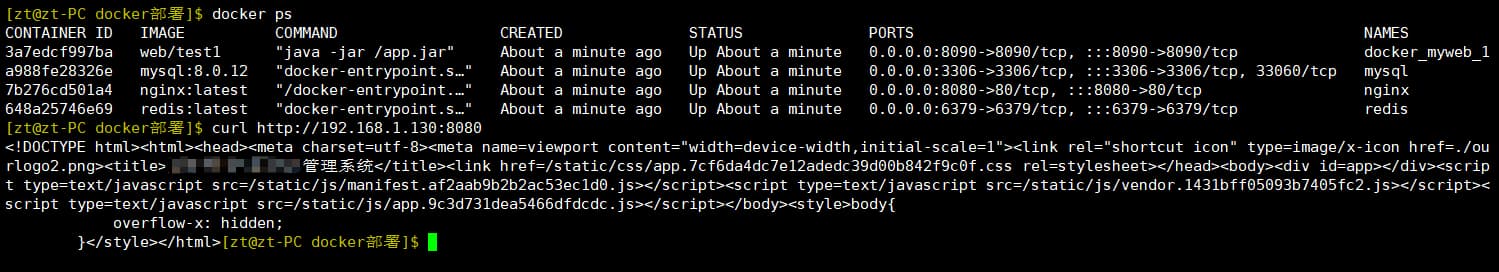 [zt@zt-PC docker部署]$ docker ps
CONTAINER ID   IMAGE          COMMAND                  CREATED              STATUS              PORTS                                                  NAMES
3a7edcf997ba   web/test1      "java -jar /app.jar"     About a minute ago   Up About a minute   0.0.0.0:8090->8090/tcp, :::8090->8090/tcp              docker_myweb_1
a988fe28326e   mysql:8.0.12   "docker-entrypoint.s…"   About a minute ago   Up About a minute   0.0.0.0:3306->3306/tcp, :::3306->3306/tcp, 33060/tcp   mysql
7b276cd501a4   nginx:latest   "/docker-entrypoint.…"   About a minute ago   Up About a minute   0.0.0.0:8080->80/tcp, :::8080->80/tcp                  nginx
648a25746e69   redis:latest   "docker-entrypoint.s…"   About a minute ago   Up About a minute   0.0.0.0:6379->6379/tcp, :::6379->6379/tcp              redis
[zt@zt-PC docker部署]$ curl http://192.168.1.130:8080
<!DOCTYPE html><html><head><meta charset=utf-8><meta name=viewport content="width=device-width,initial-scale=1"><link rel="shortcut icon" type=image/x-icon href=./ou
rlogo2.png><title>管理系统</title><link href=/static/css/app.7cf6da4dc7e12adedc39d00b842f9c0f.css rel=stylesheet></head><body><div id=app></div><scrip
t type=text/javascript src=/static/js/manifest.af2aab9b2b2ac53ec1d0.js></script><script type=text/javascript src=/static/js/vendor.1431bff05093b7405fc2.js></script><
script type=text/javascript src=/static/js/app.9c3d731dea5466dfdcdc.js></script></body><style>body{
            overflow-x: hidden;
        }</style></html>[zt@zt-PC docker部署]$